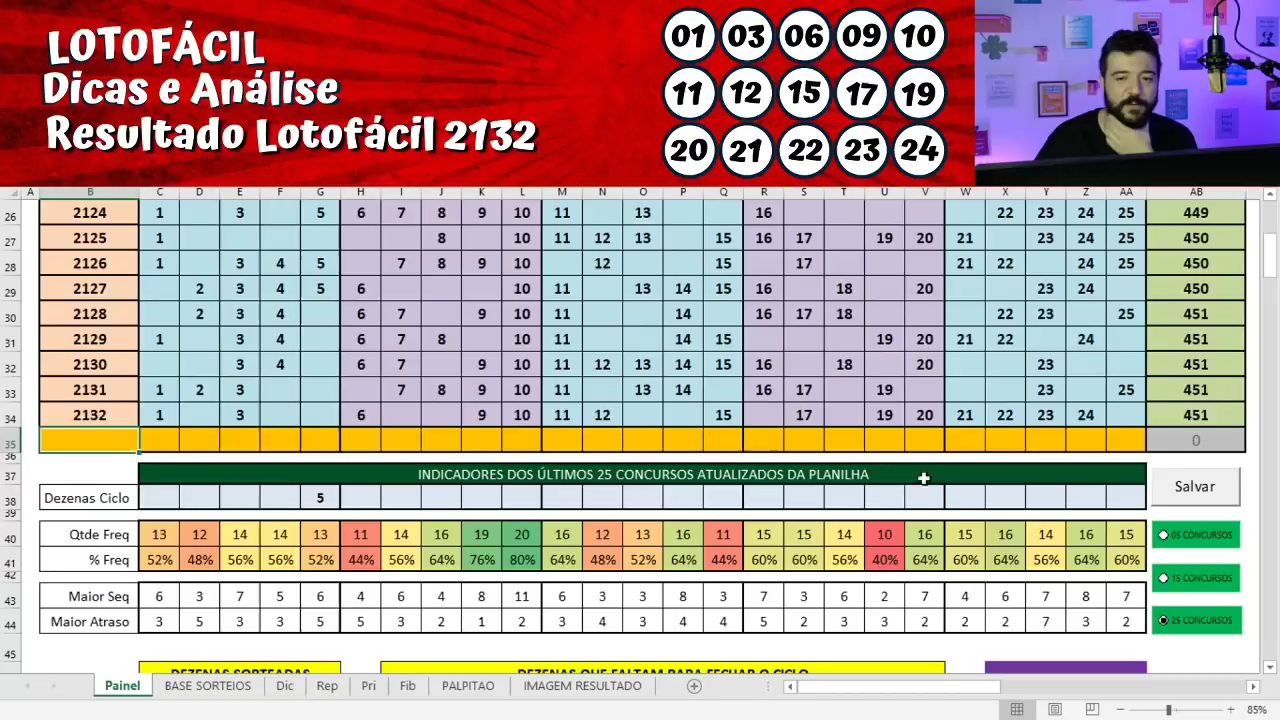 LOTOFÁCIL
Dicas e Análise
Resultado Lotofácil 2132
01 03 06 09 10
11 12 15 17 19
20 21 22 23 24
A B C D E F G H I J K L M N O P Q R S T U V W X Y Z AA AB
26 2124 1 3 5 6 7 8 9 10 11 13 16 22 23 24 25 449
27 2125 1 8 10 11 12 13 15 16 17 19 20 21 23 24 25 450
28 2126 1 3 4 5 7 8 9 10 12 15 17 21 22 24 25 450
29 2127 2 3 4 5 6 10 11 13 14 15 16 18 20 23 24 450
30 2128 2 3 4 6 7 9 10 11 14 16 17 18 22 23 25 451
31 2129 1 3 4 6 7 8 11 14 15 19 20 21 22 24 451
32 2130 3 4 6 7 9 10 11 12 13 14 15 16 18 20 23 451
33 2131 1 2 3 7 8 9 10 11 13 14 16 17 19 23 25 451
34 2132 1 3 6 9 10 11 12 15 17 19 20 21 22 23 24 451
35 0
36
37 INDICADORES DOS ÚLTIMOS 25 CONCURSOS ATUALIZADOS DA PLANILHA Salvar
38 Dezenas Ciclo 5
39
40 Qtde Freq 13 12 14 14 13 11 14 16 19 20 16 12 13 16 11 15 15 14 10 16 15 16 14 16 15 05 CONCURSOS
41 % Freq 52% 48% 56% 56% 52% 44% 56% 64% 76% 80% 64% 48% 52% 64% 44% 60% 60% 56% 40% 64% 60% 64% 56% 64% 60%
42 15 CONCURSOS
43 Maior Seq 6 3 7 5 6 4 6 4 8 11 6 3 3 8 3 7 3 6 2 7 4 6 7 8 7
44 Maior Atraso 3 5 3 3 5 5 3 2 1 2 3 4 3 4 4 5 2 3 3 2 2 2 7 3 2 25 CONCURSOS
45
DEZENAS SORTEADAS DEZENAS QUE FALTAM PARA FECHAR O CICLO
Painel BASE SORTEIOS Dic Rep Pri Fib PALPITAO IMAGEM RESULTADO
85%